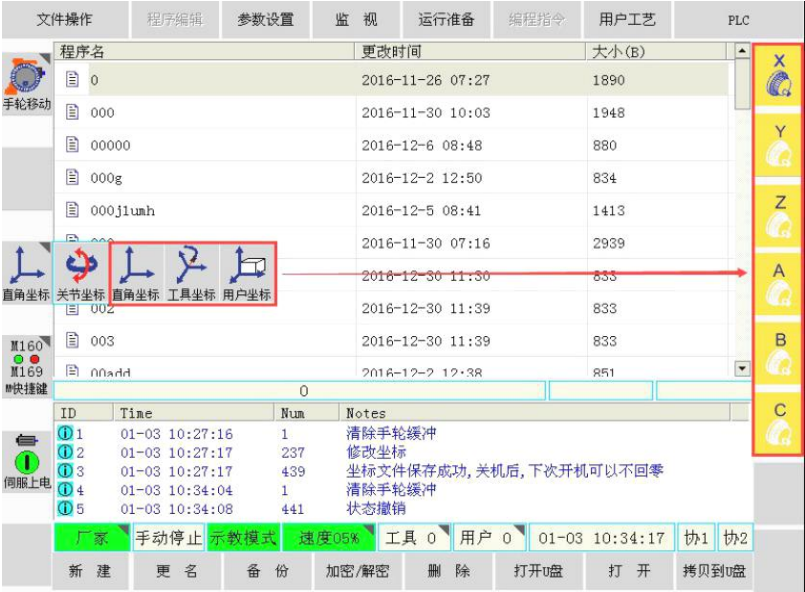 文件操作 程序编辑 参数设置 监 视 运行准备 编程指令 用户工艺 PLC
程序名 更改时间 大小(B)
0 2016-11-26 07:27 1890
手轮移动
000 2016-11-30 10:03 1948
00000 2016-12-6 08:48 880
000g 2016-12-2 12:50 834
000jlumh 2016-12-5 08:41 1413
2016-11-30 07:16 2939
直角坐标 关节坐标 直角坐标 工具坐标 用户坐标
2016-12-30 11:30 833
002 2016-11-30 11:39 833
003 2016-11-30 11:39 833
00add 2016-12-2 12:38 851
M160
M169
m快捷键
0
X
Y
Z
A
B
C
ID Time Num Notes
1 01-03 10:27:16 1 清除手轮缓冲
2 01-03 10:27:17 237 修改坐标
3 01-03 10:27:17 439 坐标文件保存成功,关机后,下次开机可以不回零
4 01-03 10:34:04 1 清除手轮缓冲
5 01-03 10:34:08 441 状态撤销
伺服上电
厂家 手动停止 示教模式 速度05% 工具 0 用户 0 01-03 10:34:17 协1 协2
新 建 更 名 备 份 加密/解密 删 除 打开U盘 打 开 拷贝到U盘